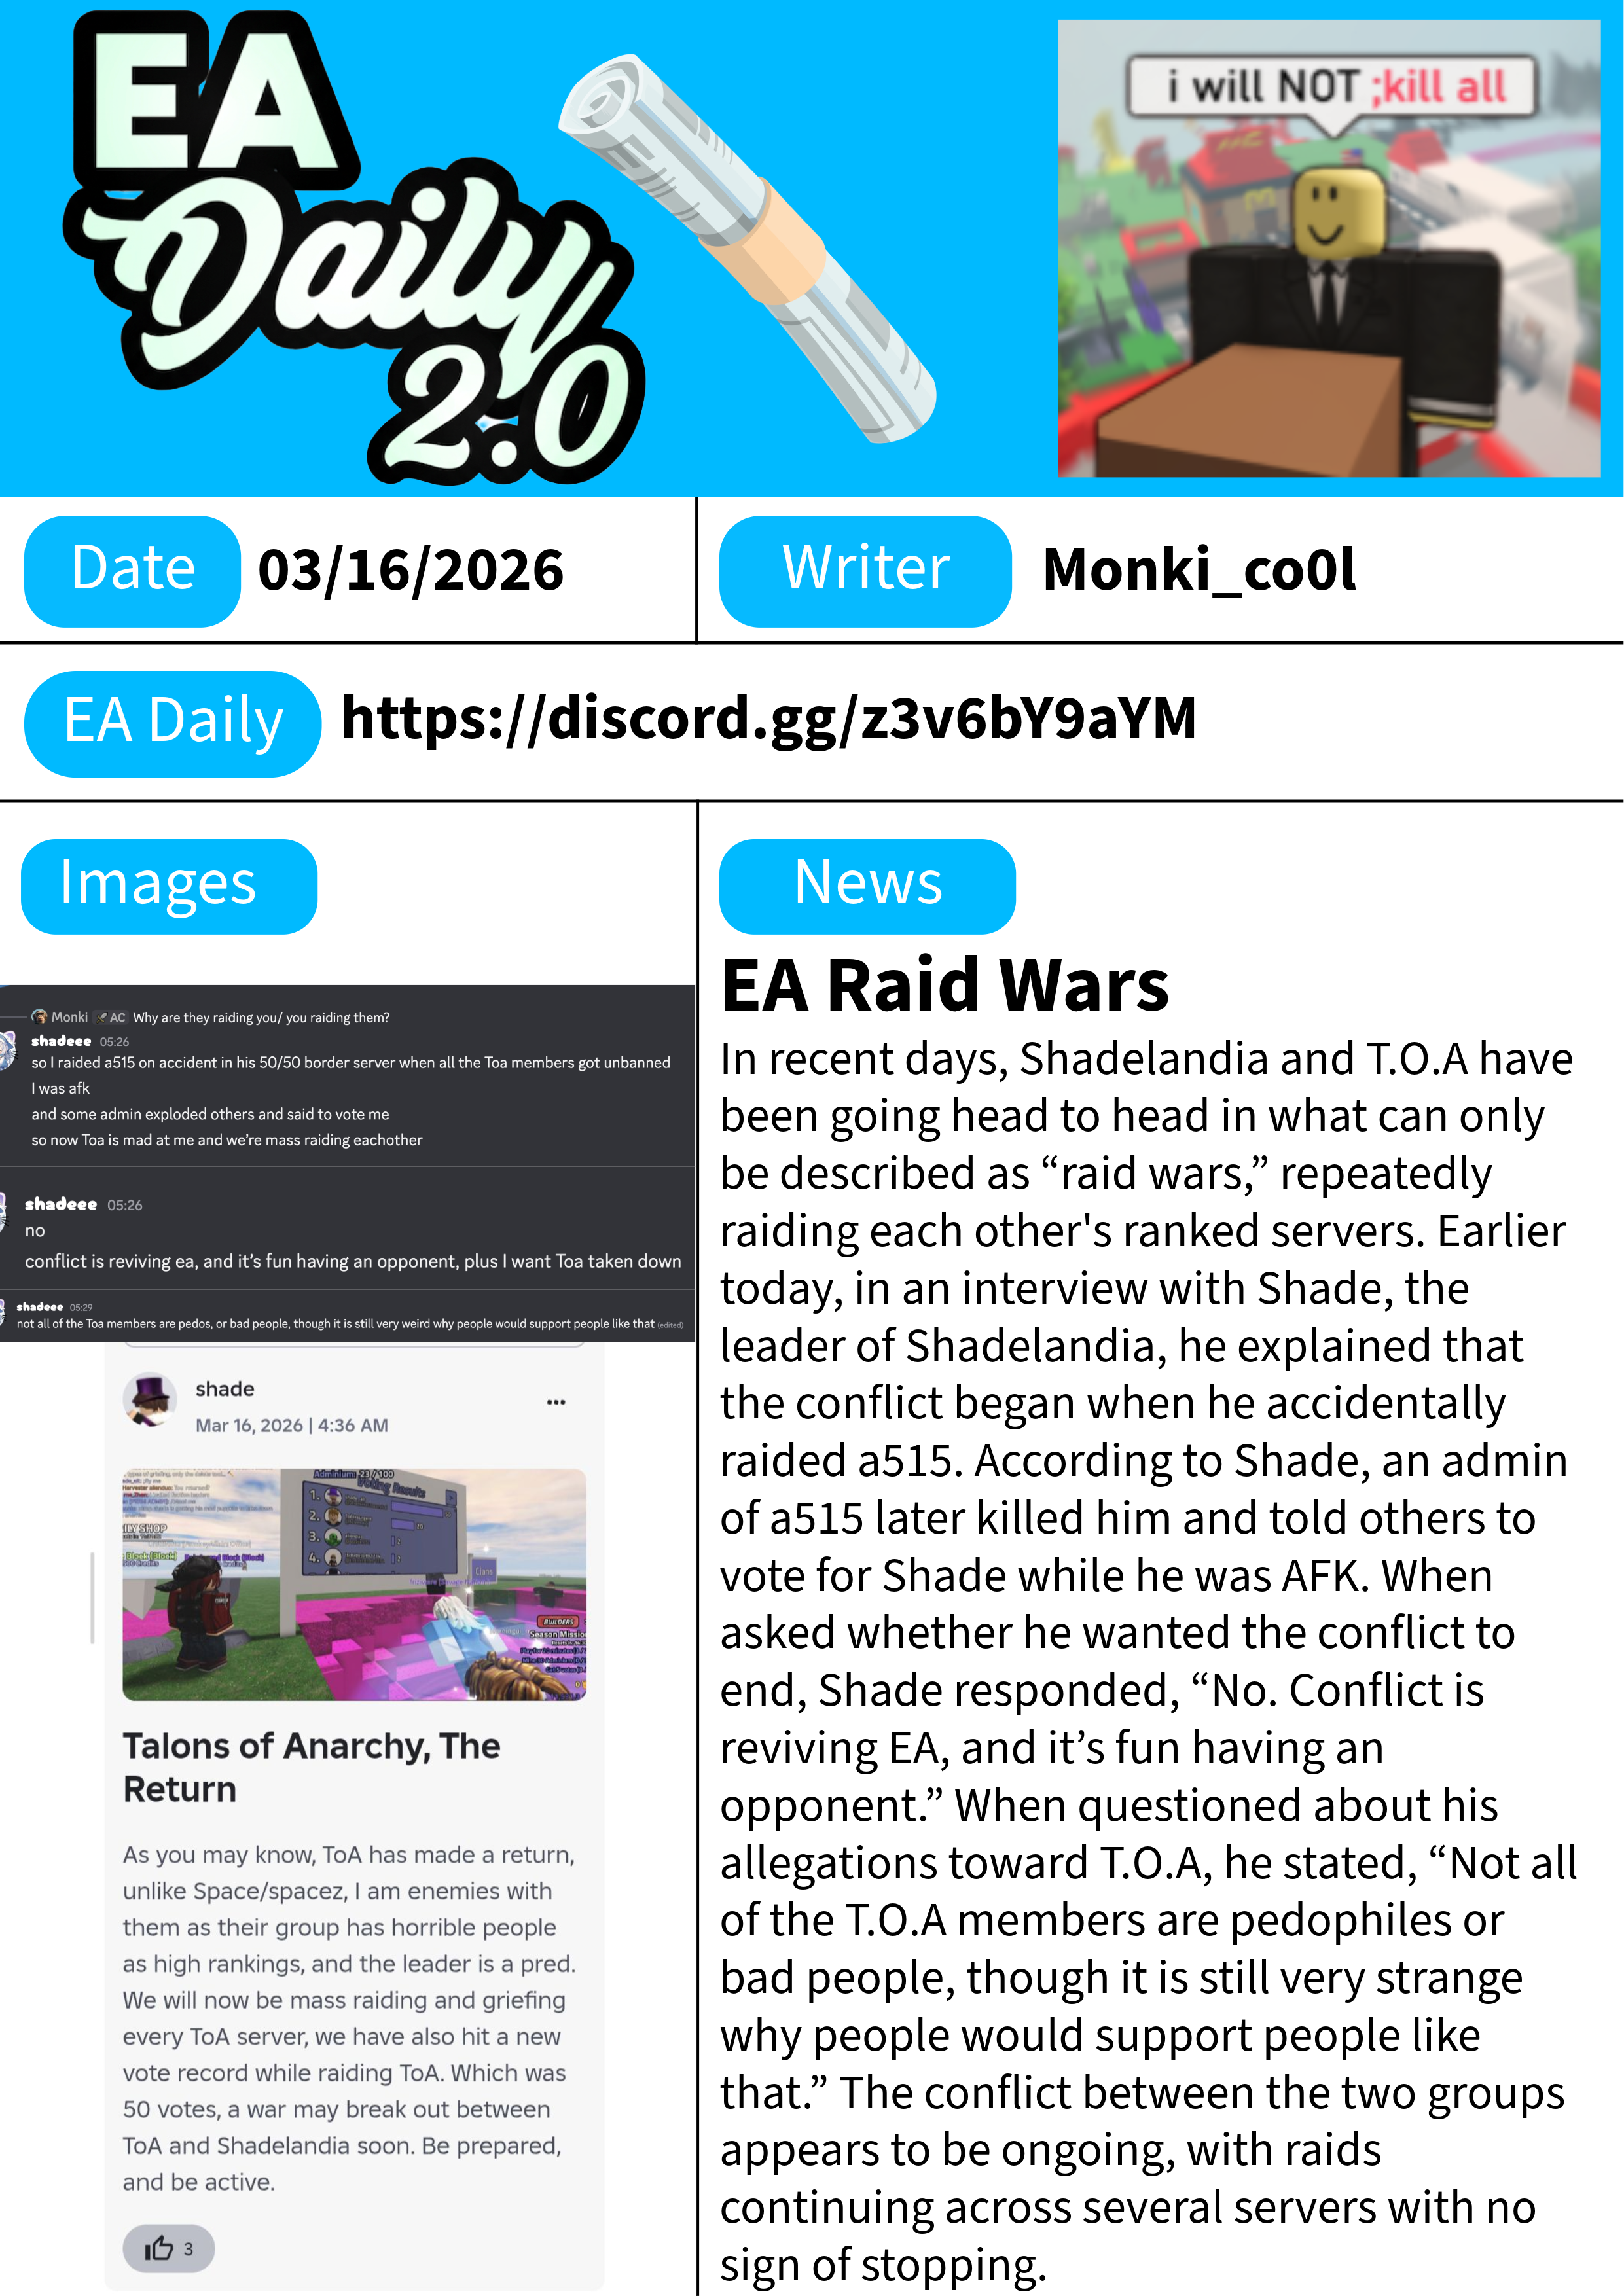 EA
Daily
2.0
i will NOT ;kill all
Date
03/16/2026
Writer
Monki_co0l
EA Daily
https://discord.gg/z3v6bY9aYM
Images
Monki AC Why are they raiding you/ you raiding them?
shadeee 05:26
so I raided a515 on accident in his 50/50 border server when all the Toa members got unbanned
I was afk
and some admin exploded others and said to vote me
so now Toa is mad at me and we're mass raiding eachother
shadeee 05:26
no
conflict is reviving ea, and it's fun having an opponent, plus I want Toa taken down
shadeee 05:29
not all of the Toa members are pedos, or bad people, though it is still very weird why people would support people like that (edited)
shade
Mar 16, 2026 | 4:36 AM
Adminium: 23/100
Voting Results
1.
2.
3.
4.
ILY SHOP
Block (Block)
Clans
BUILDERS
Season Missio
Talons of Anarchy, The
Return
As you may know, ToA has made a return,
unlike Space/spacez, I am enemies with
them as their group has horrible people
as high rankings, and the leader is a pred.
We will now be mass raiding and griefing
every ToA server, we have also hit a new
vote record while raiding ToA. Which was
50 votes, a war may break out between
ToA and Shadelandia soon. Be prepared,
and be active.
3
News
EA Raid Wars
In recent days, Shadelandia and T.O.A have
been going head to head in what can only
be described as “raid wars,” repeatedly
raiding each other's ranked servers. Earlier
today, in an interview with Shade, the
leader of Shadelandia, he explained that
the conflict began when he accidentally
raided a515. According to Shade, an admin
of a515 later killed him and told others to
vote for Shade while he was AFK. When
asked whether he wanted the conflict to
end, Shade responded, “No. Conflict is
reviving EA, and it’s fun having an
opponent.” When questioned about his
allegations toward T.O.A, he stated, “Not all
of the T.O.A members are pedophiles or
bad people, though it is still very strange
why people would support people like
that.” The conflict between the two groups
appears to be ongoing, with raids
continuing across several servers with no
sign of stopping.